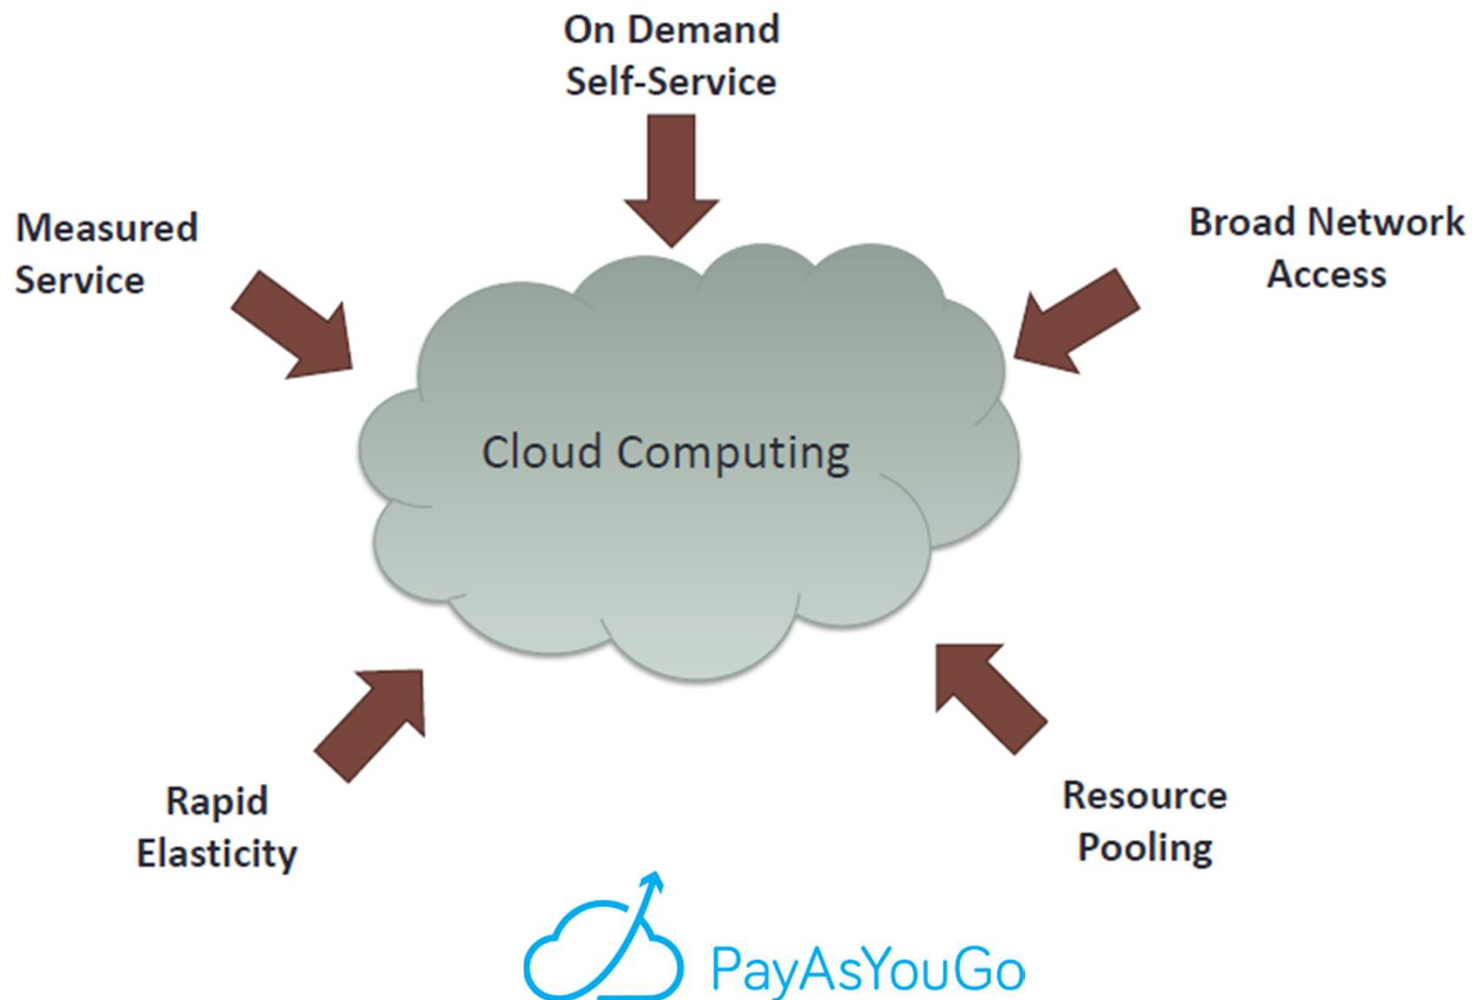 On Demand
Self-Service
Measured
Service
Broad Network
Access
Cloud Computing
Rapid
Elasticity
Resource
Pooling
PayAsYouGo